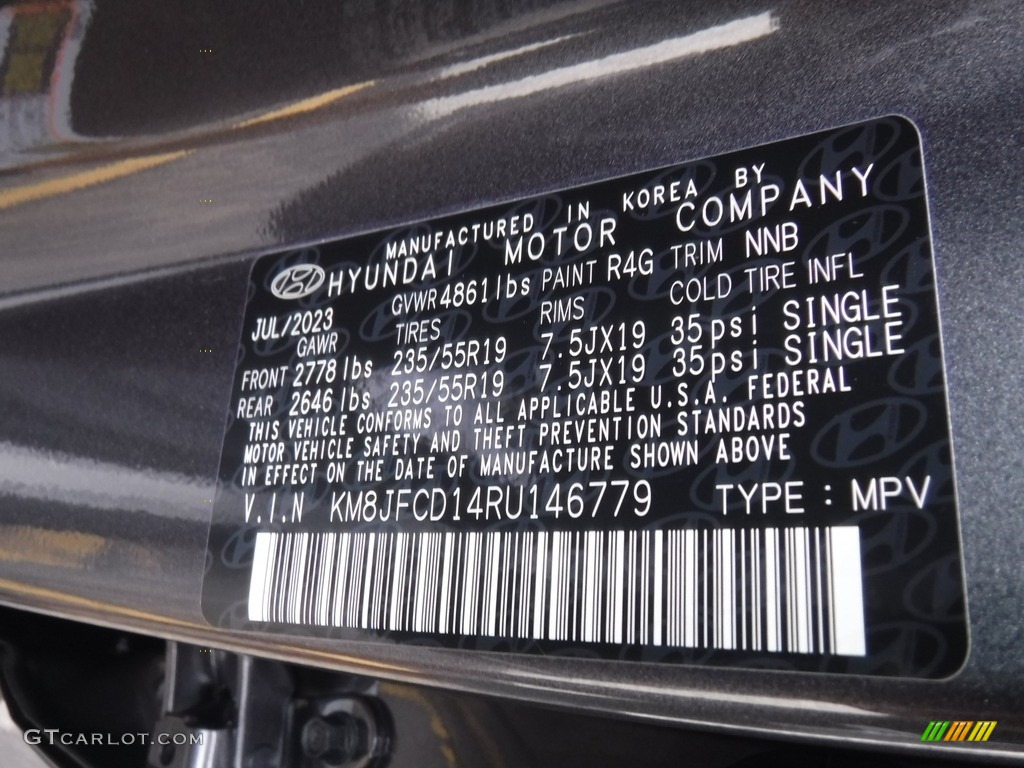 MANUFACTURED IN KOREA BY
HYUNDAI MOTOR COMPANY
JUL/2023 GVWR 4861lbs PAINT R4G TRIM NNB
GAWR TIRES RIMS COLD TIRE INFL
FRONT 2778lbs 235/55R19 7.5JX19 35psi SINGLE
REAR 2646lbs 235/55R19 7.5JX19 35psi SINGLE
THIS VEHICLE CONFORMS TO ALL APPLICABLE U.S.A. FEDERAL
MOTOR VEHICLE SAFETY AND THEFT PREVENTION STANDARDS
IN EFFECT ON THE DATE OF MANUFACTURE SHOWN ABOVE
V.I.N KM8JFCD14RU146779 TYPE : MPV
GTCARLOT.COM